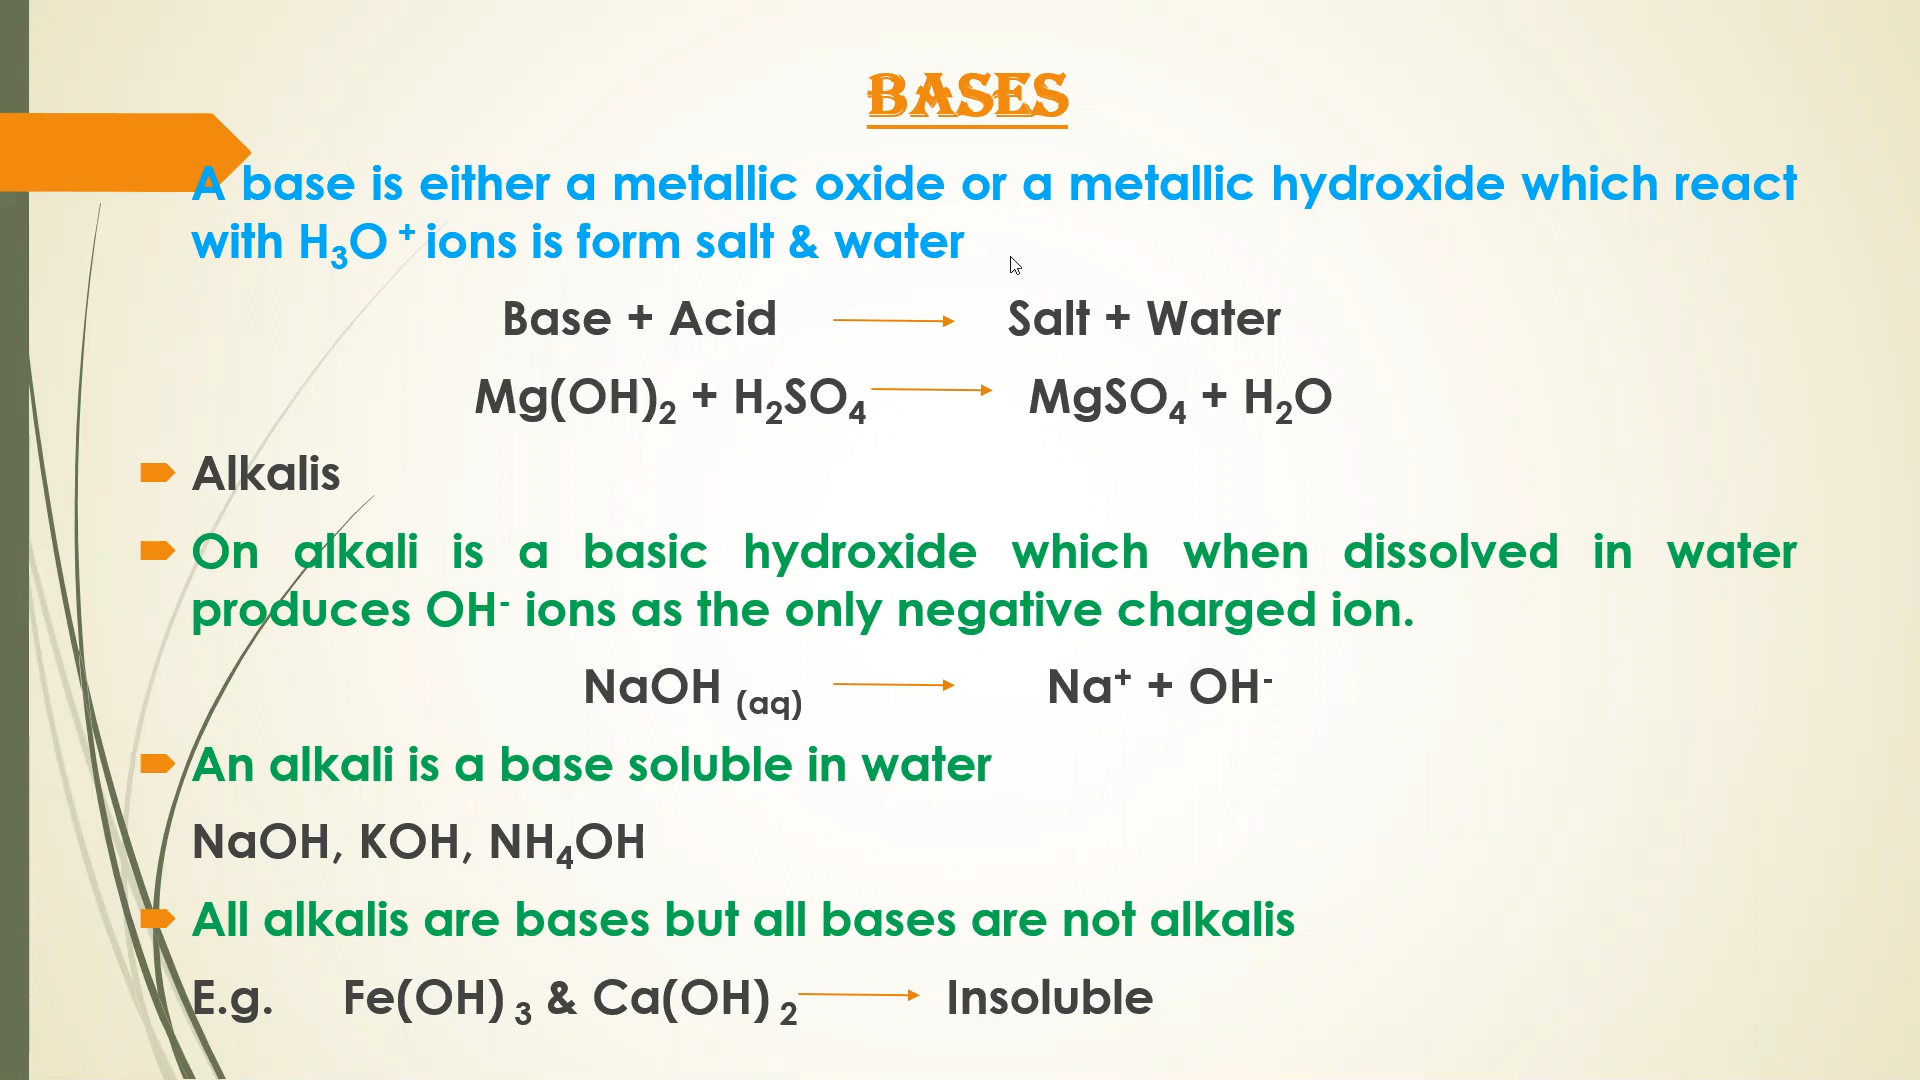 BASES
A base is either a metallic oxide or a metallic hydroxide which react
with H₃O ⁺ ions is form salt & water
Base + Acid → Salt + Water
Mg(OH)₂ + H₂SO₄ → MgSO₄ + H₂O
Alkalis
On alkali is a basic hydroxide which when dissolved in water
produces OH⁻ ions as the only negative charged ion.
NaOH ₍aq₎ → Na⁺ + OH⁻
An alkali is a base soluble in water
NaOH, KOH, NH₄OH
All alkalis are bases but all bases are not alkalis
E.g. Fe(OH) ₃ & Ca(OH) ₂ → Insoluble